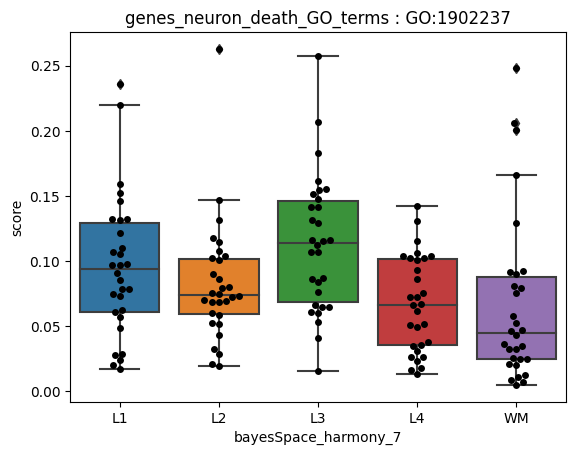 genes_neuron_death_GO_terms : GO:1902237
score
0.25
0.20
0.15
0.10
0.05
0.00
L1 L2 L3 L4 WM
bayesSpace_harmony_7